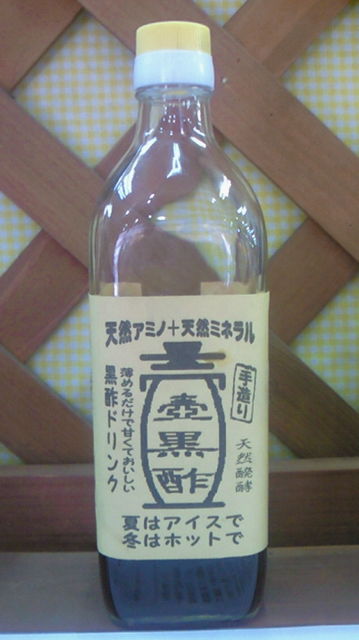 天然アミノ+天然ミネラル
黒酢ドリンク
薄めるだけで甘くておいしい
壺黒酢
手造り
天然発酵
夏はアイスで
冬はホットで